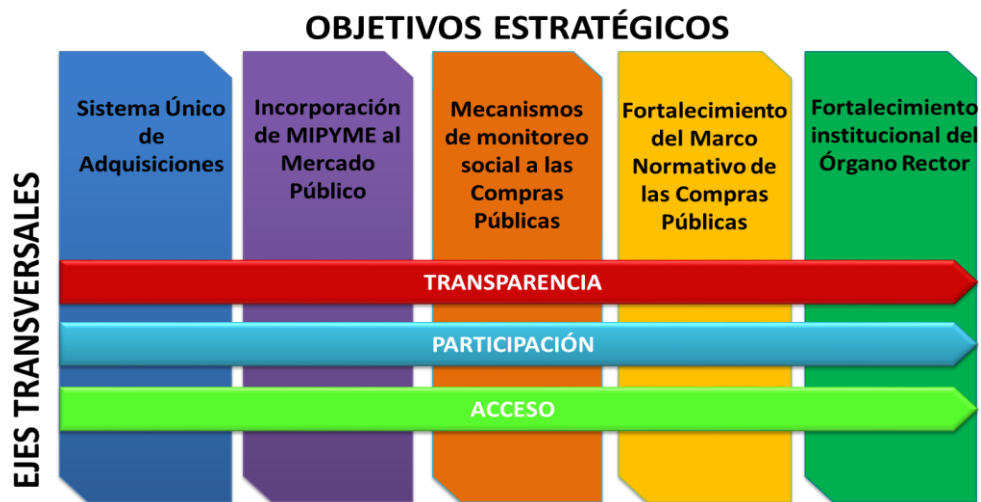 OBJETIVOS ESTRATÉGICOS
Sistema Único
de
Adquisiciones
Incorporación
de MIPYME al
Mercado
Público
Mecanismos
de monitoreo
social a las
Compras
Públicas
Fortalecimiento
del Marco
Normativo de
las Compras
Públicas
Fortalecimiento
institucional del
Órgano Rector
EJES TRANSVERSALES
TRANSPARENCIA
PARTICIPACIÓN
ACCESO